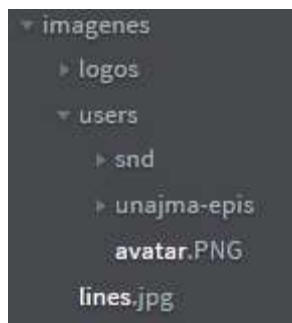 imagenes
logos
users
snd
unajma-epis
avatar.PNG
lines.jpg